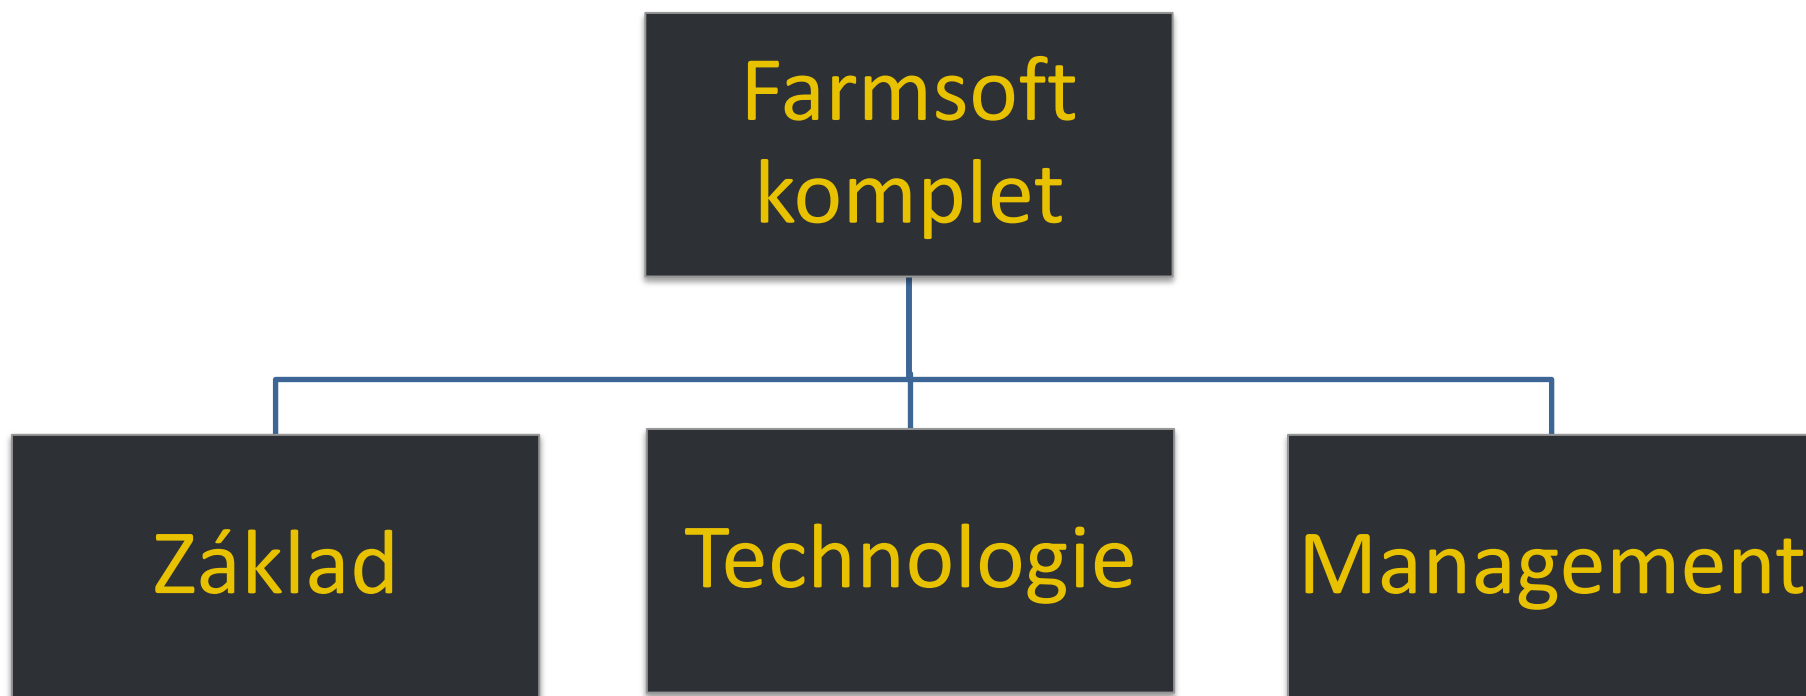 Farmsoft
komplet
Základ
Technologie
Management